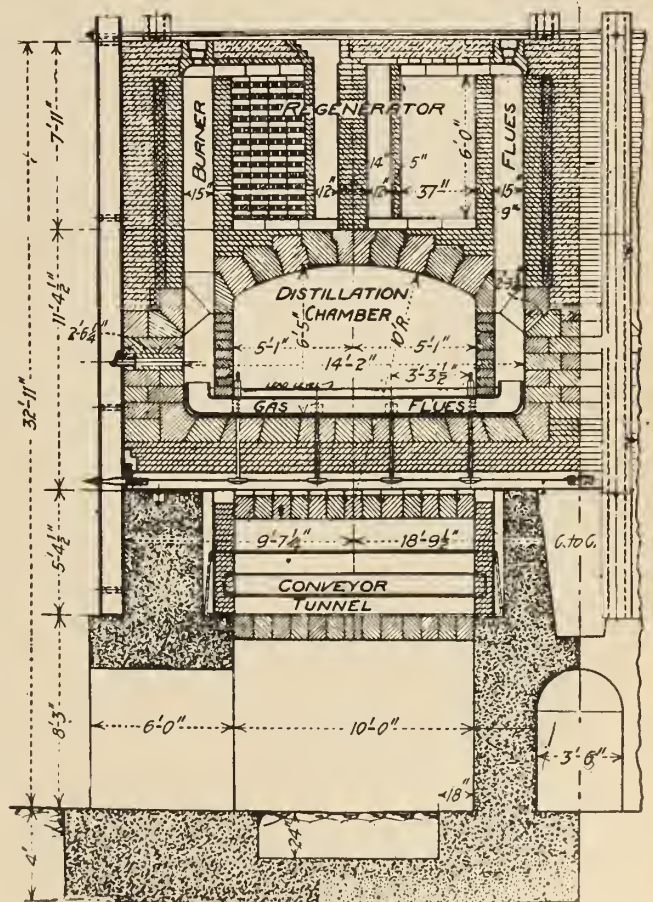 7'-11"
BURNER
REGENERATOR
FLUES
6'-0"
14"
5"
15"
12"
12"
37"
15"
9"
11'-4½"
DISTILLATION
CHAMBER
6'-5"
10'R.
2'-6¼"
5'-1"
5'-1"
14'-2"
3'-3½"
32'-11"
GAS FLUES
5'-4½"
9'-7¼"
18'-9½"
C. to C.
CONVEYOR
TUNNEL
8'-3"
6'-0"
10'-0"
3'-6"
18"
24"
4'